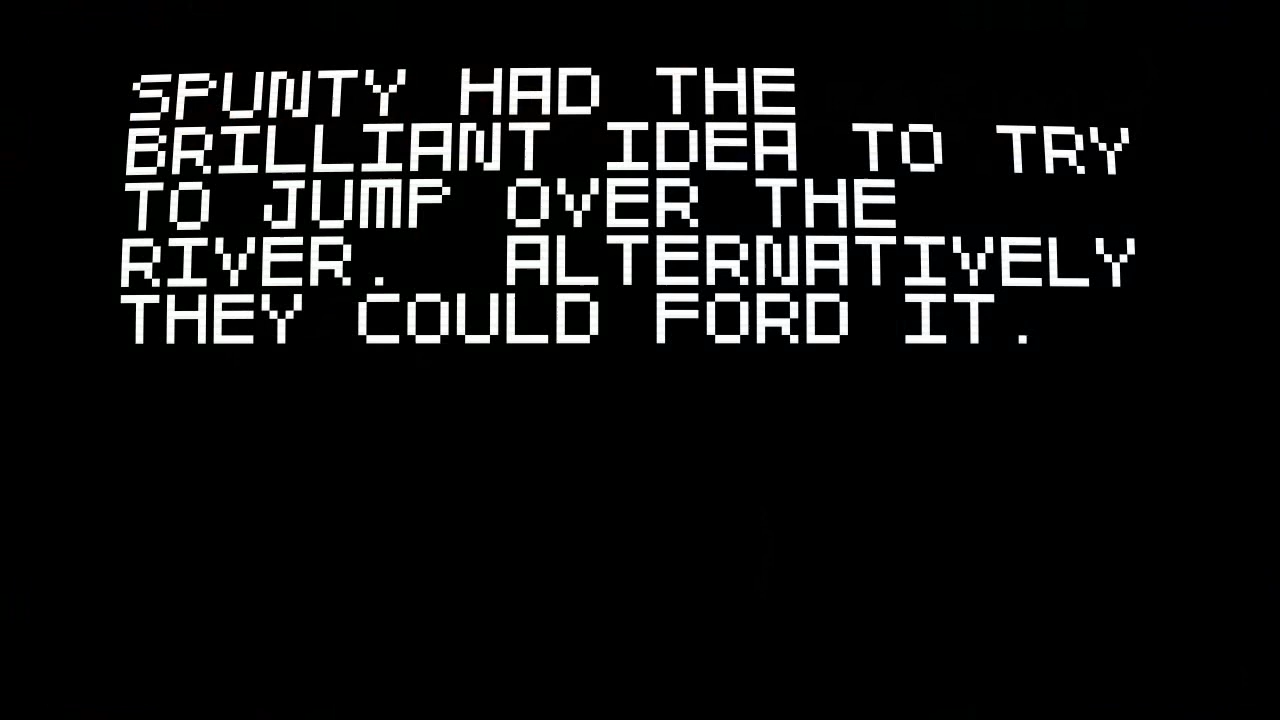 SPUNTY HAD THE
BRILLIANT IDEA TO TRY
TO JUMP OVER THE
RIVER.  ALTERNATIVELY
THEY COULD FORD IT.